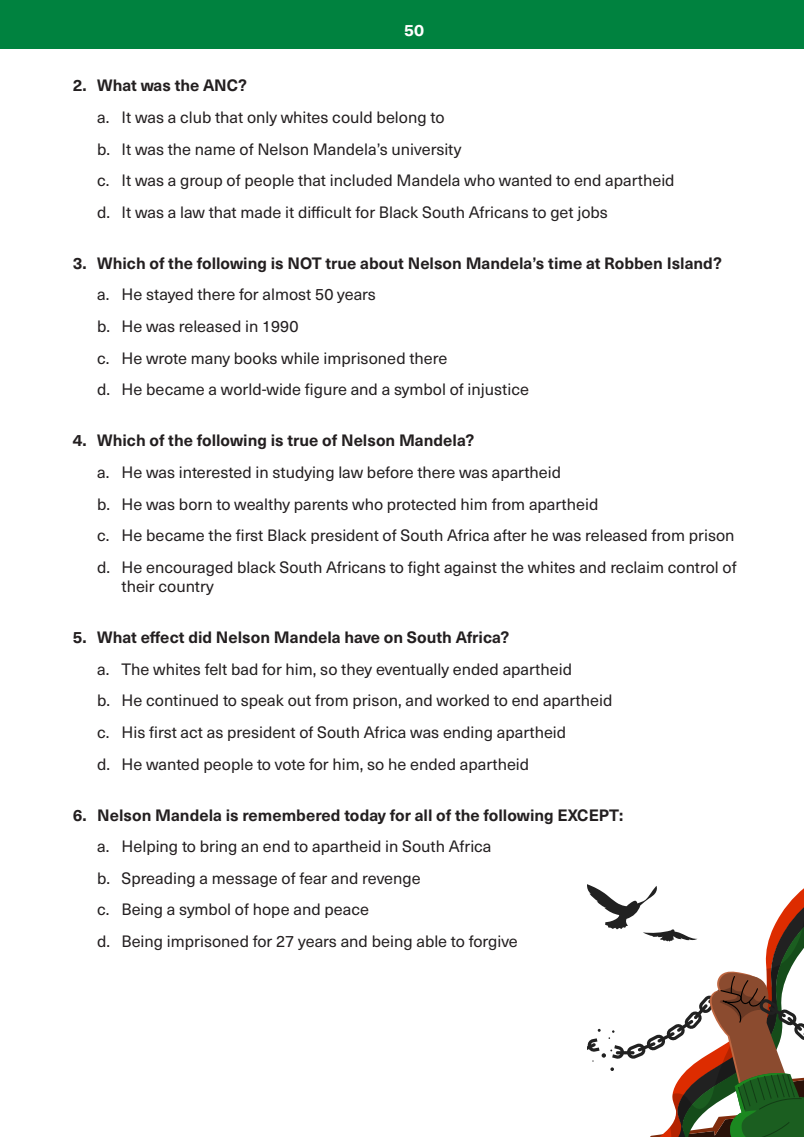 50
2. What was the ANC?
a. It was a club that only whites could belong to
b. It was the name of Nelson Mandela’s university
c. It was a group of people that included Mandela who wanted to end apartheid
d. It was a law that made it difficult for Black South Africans to get jobs
3. Which of the following is NOT true about Nelson Mandela’s time at Robben Island?
a. He stayed there for almost 50 years
b. He was released in 1990
c. He wrote many books while imprisoned there
d. He became a world-wide figure and a symbol of injustice
4. Which of the following is true of Nelson Mandela?
a. He was interested in studying law before there was apartheid
b. He was born to wealthy parents who protected him from apartheid
c. He became the first Black president of South Africa after he was released from prison
d. He encouraged black South Africans to fight against the whites and reclaim control of
their country
5. What effect did Nelson Mandela have on South Africa?
a. The whites felt bad for him, so they eventually ended apartheid
b. He continued to speak out from prison, and worked to end apartheid
c. His first act as president of South Africa was ending apartheid
d. He wanted people to vote for him, so he ended apartheid
6. Nelson Mandela is remembered today for all of the following EXCEPT:
a. Helping to bring an end to apartheid in South Africa
b. Spreading a message of fear and revenge
c. Being a symbol of hope and peace
d. Being imprisoned for 27 years and being able to forgive